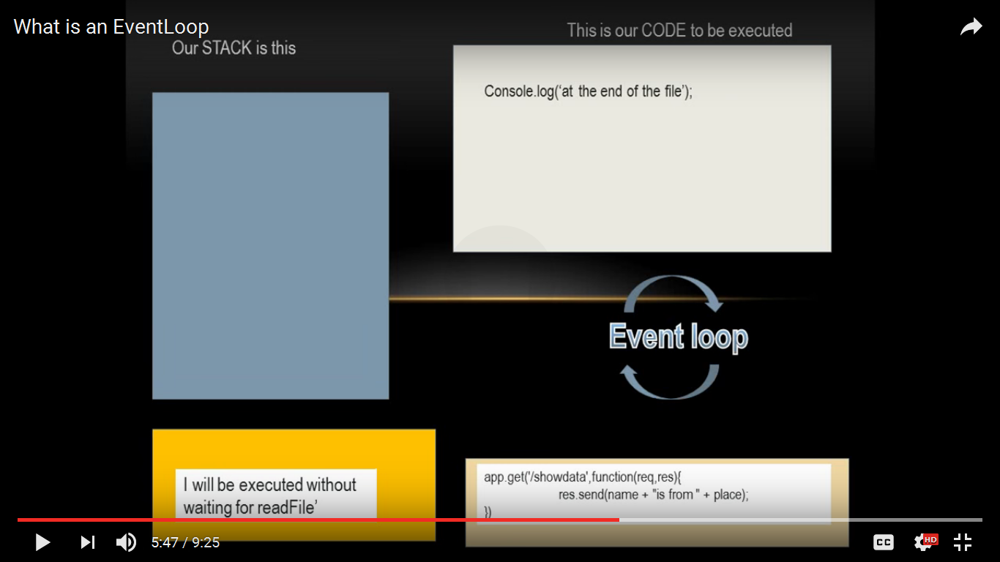 What is an EventLoop
Our STACK is this
This is our CODE to be executed
Console.log(‘at the end of the file’);
Event loop
I will be executed without
waiting for readFile’
app.get('/showdata',function(req,res){
res.send(name + "is from " + place);
})
5:47 / 9:25
CC
HD